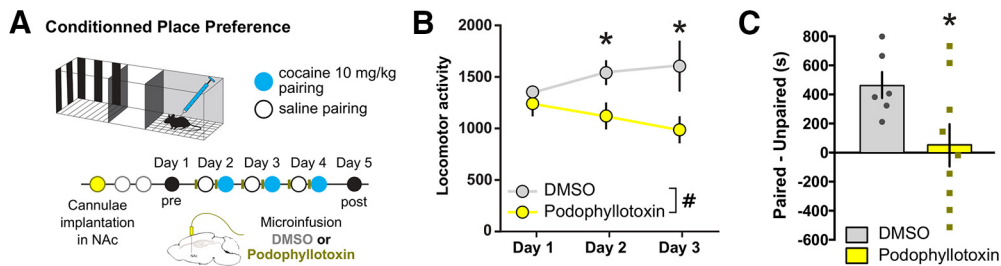 A
Conditionned Place Preference
cocaine 10 mg/kg
pairing
saline pairing
Day 1 Day 2 Day 3 Day 4 Day 5
pre
post
Cannulae
implantation
in NAc
Microinfusion
DMSO or
Podophyllotoxin
NAc
B
Locomotor activity
2000
1500
1000
500
0
* *
DMSO
Podophyllotoxin
#
Day 1 Day 2 Day 3
C
Paired - Unpaired (s)
800
600
400
200
0
-200
-400
-600
*
DMSO
Podophyllotoxin